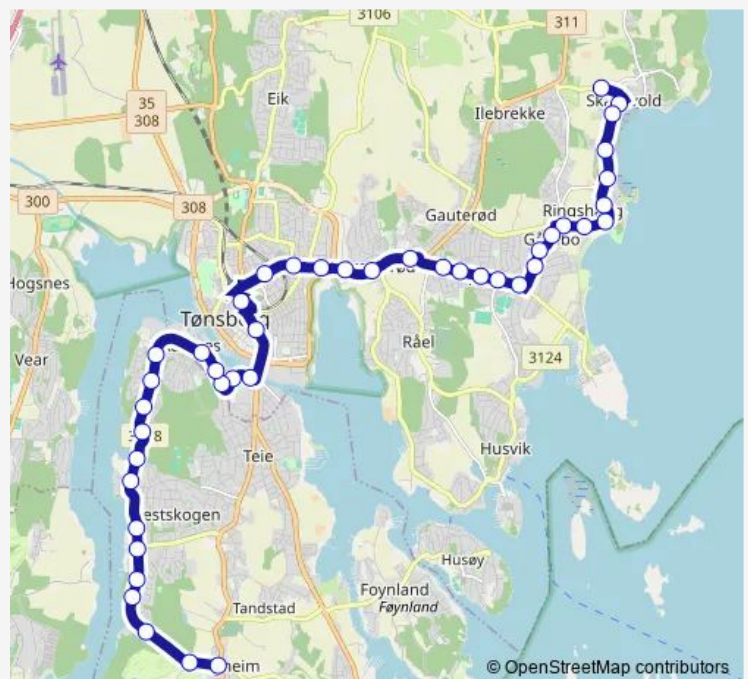 3106
311
35
308
Eik
Ilebrekke
300
308
Gauterød
Hogsnes
Vear
Råel
3124
Teie
Husvik
Husøy
Foynland
Føynland
Tandstad
© OpenStreetMap contributors